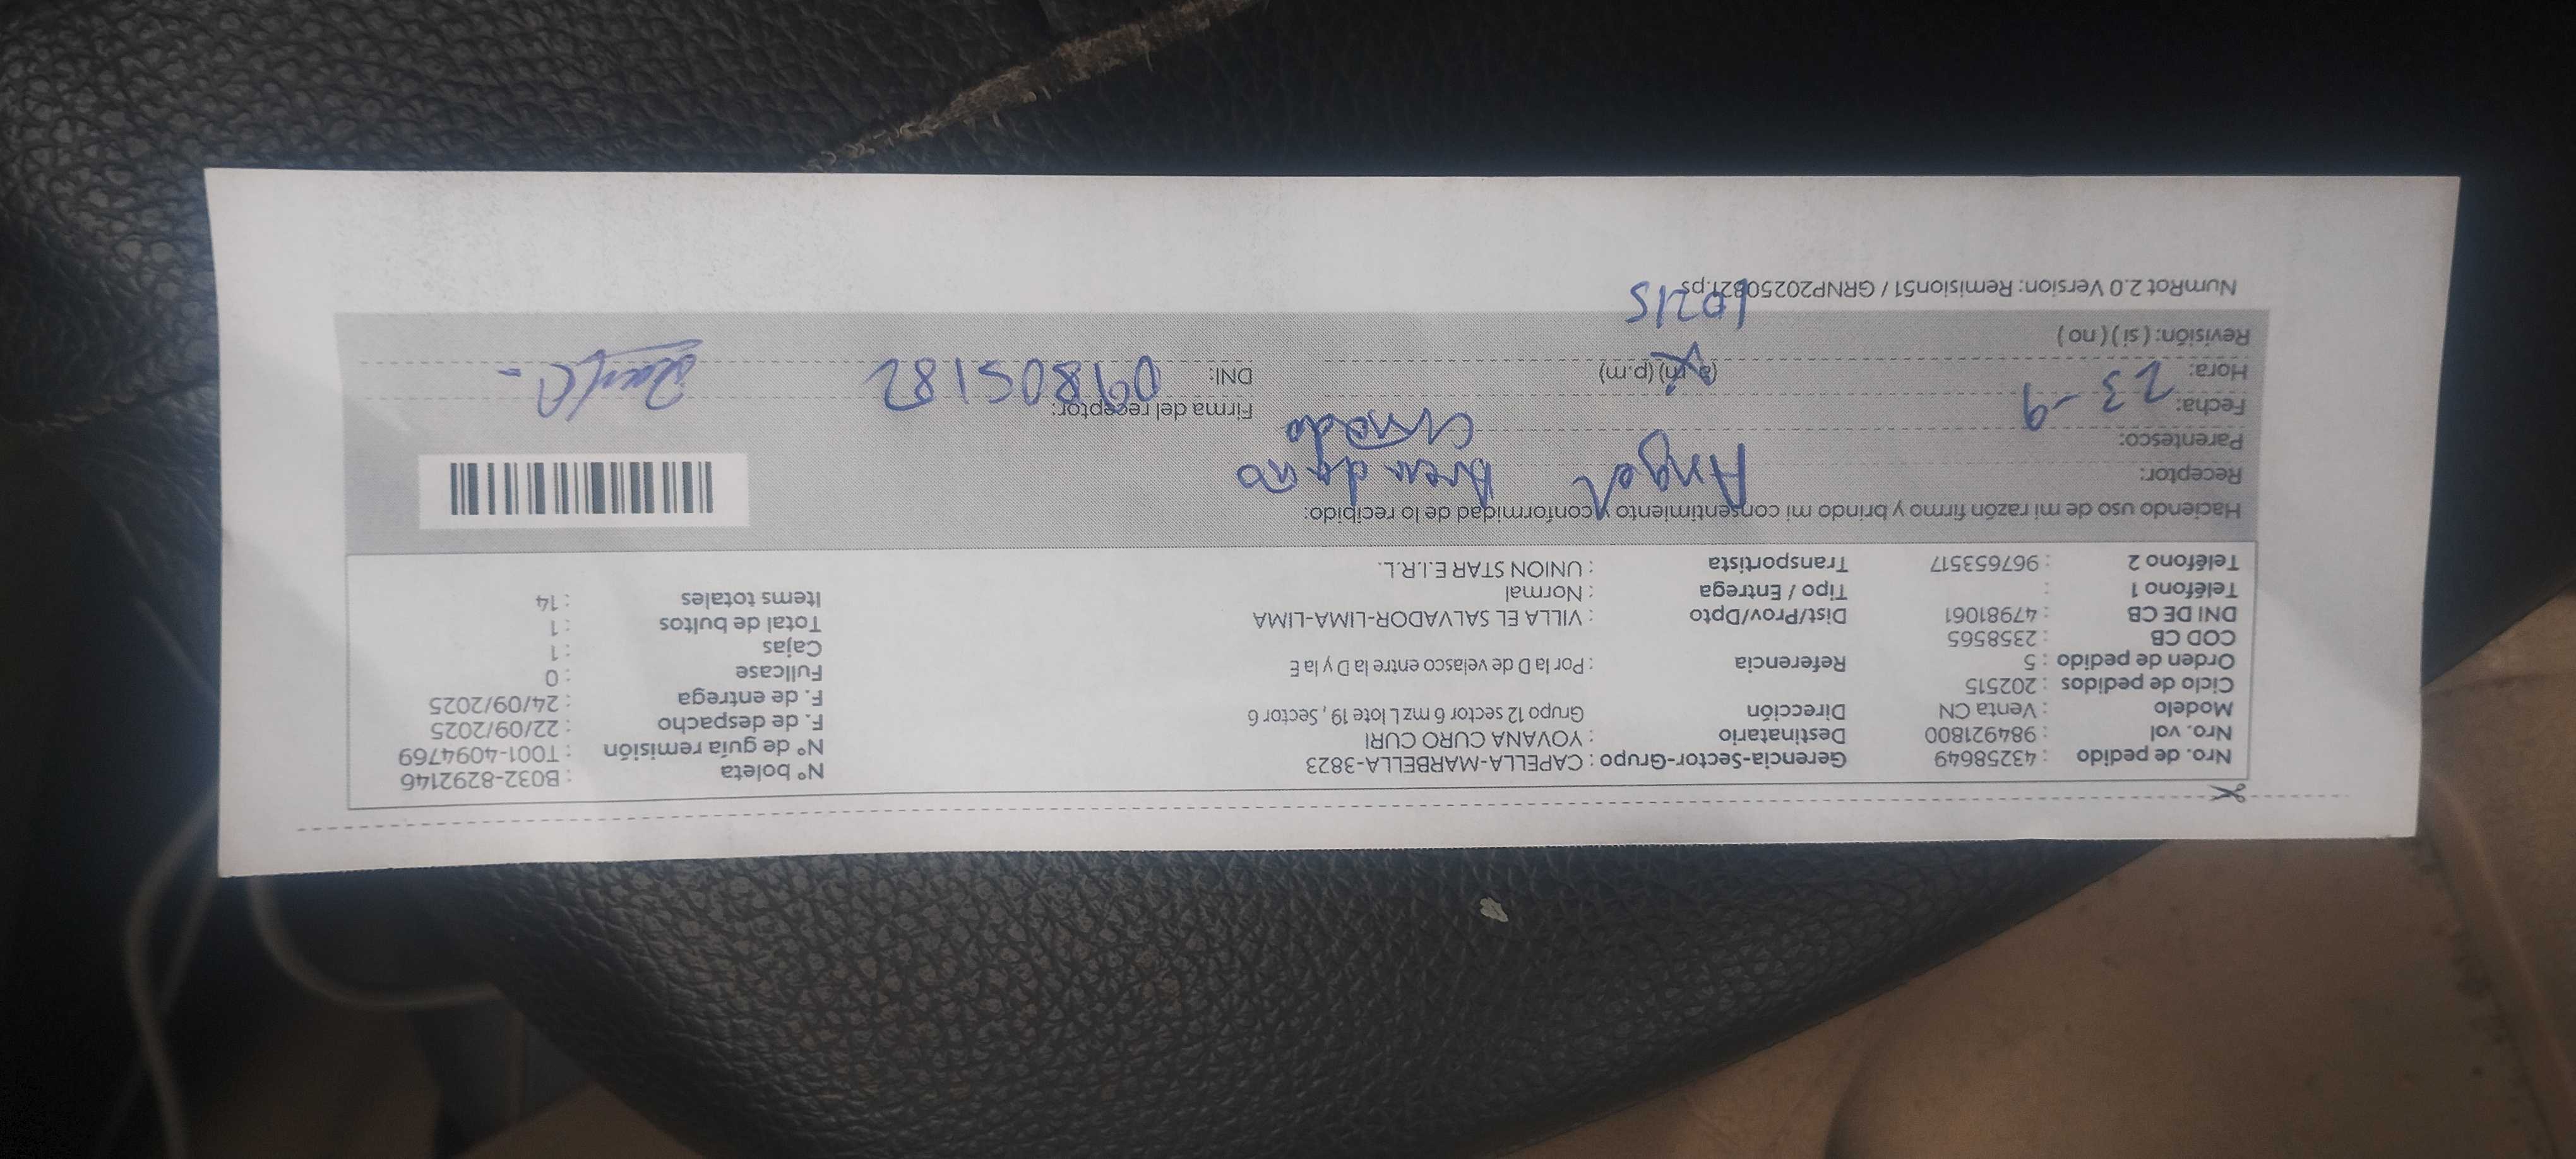 Nro. de pedido : 43258649 Gerencia-Sector-Grupo : CAPELLA-MARBELLA-3823 N° boleta : B032-8292146
Nro. vol : 984921800 Destinatario : YOVANA CURO CURI N° de guía remisión : T001-4094769
Modelo : Venta CN Dirección Grupo 12 sector 6 mz L lote 19 , Sector 6 F. de despacho : 22/09/2025
Ciclo de pedidos : 202515 F. de entrega : 24/09/2025
Orden de pedido : 5 Referencia : Por la D de velasco entre la D y la E Fullcase : 0
COD CB : 2358565 Cajas : 1
DNI DE CB : 47981061 Dist/Prov/Dpto : VILLA EL SALVADOR-LIMA-LIMA Total de bultos : 1
Teléfono 1 : Tipo / Entrega : Normal Items totales : 14
Teléfono 2 : 967653517 Transportista : UNION STAR E.I.R.L.
Haciendo uso de mi razón firmo y brindo mi consentimiento y conformidad de lo recibido:
Receptor: Angel Avendaño
Parentesco:
Fecha: 23-9 Firma del receptor:
Hora: (a.m) (p.m) DNI: 09805182
Revisión: ( si ) ( no )
10215
NumRot 2.0 Version: Remision51 / GRNP20250821.ps